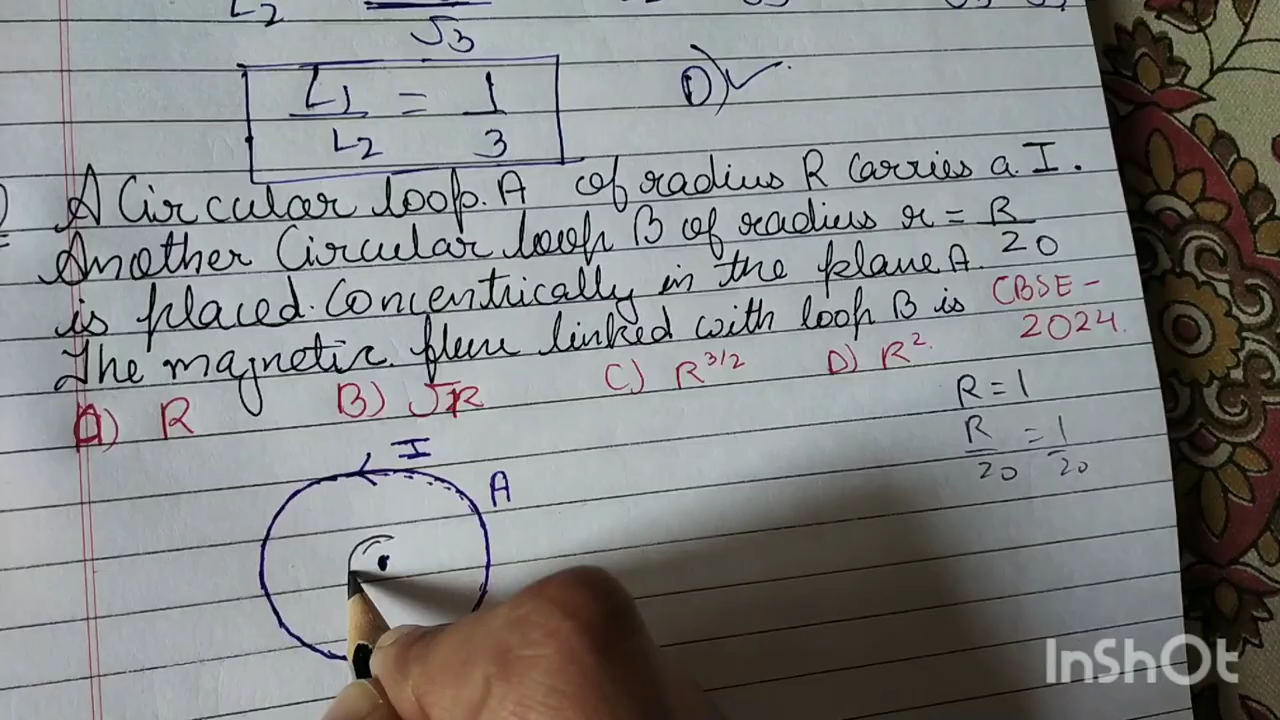 L2 √3
L1/L2 = 1/3 D) ✓
A Circular loop. A of radius R carries a I.
Another Circular loop B of radius r = R/20
is placed. Concentrically in the plane A.
The magnetic flux linked with loop B is CBSE - 2024.
A) R B) √R C) R^3/2 D) R^2.
R = 1
R/20 = 1/20
I
A
InShOt